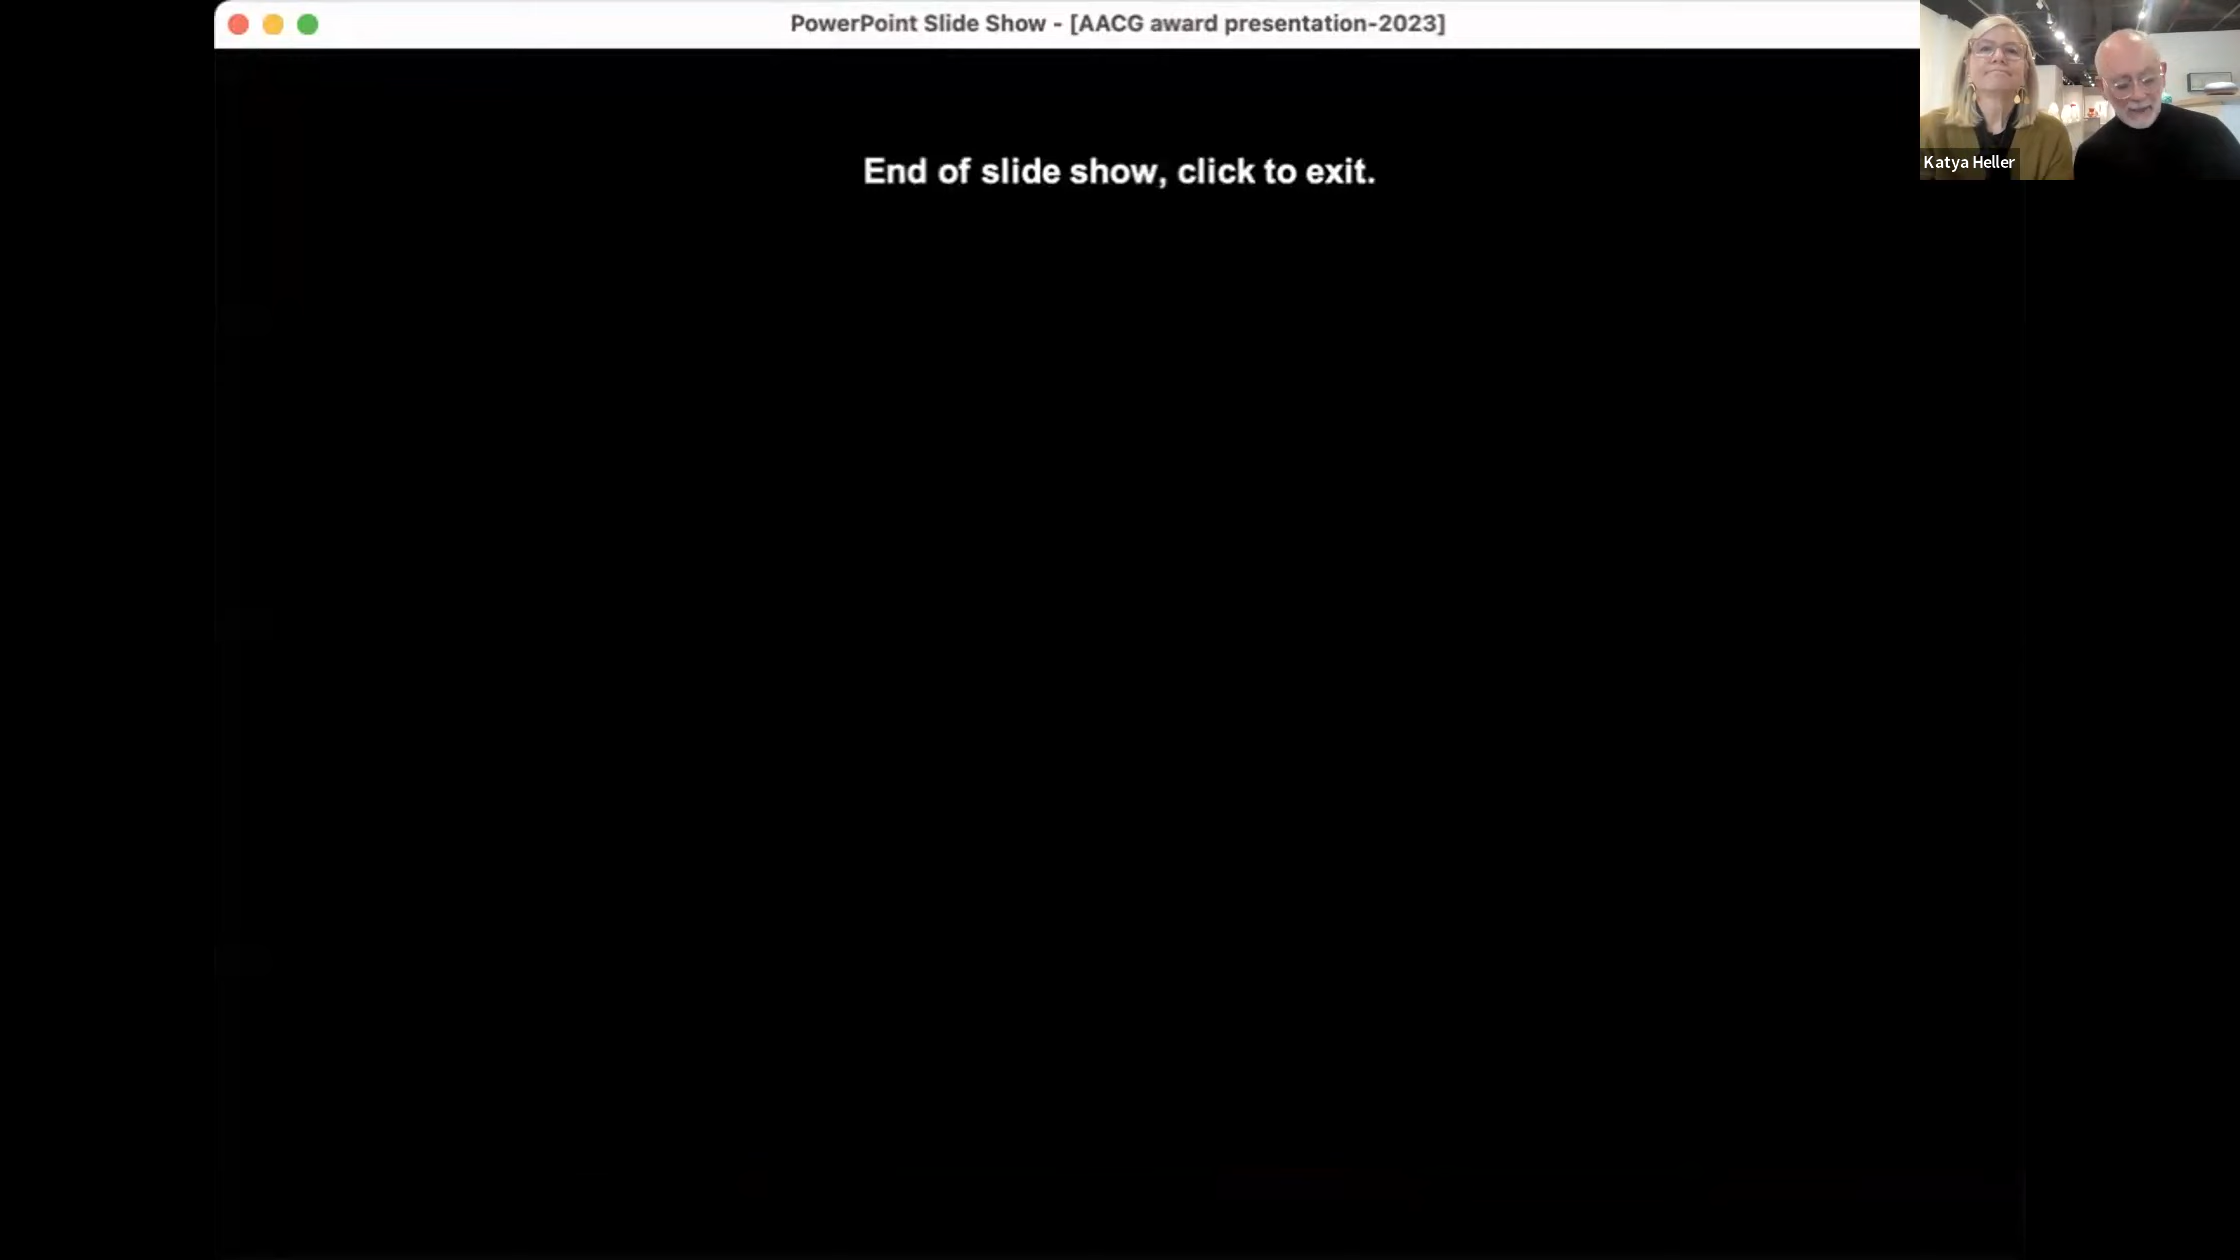 PowerPoint Slide Show - [AACG award presentation-2023]
End of slide show, click to exit.
Katya Heller